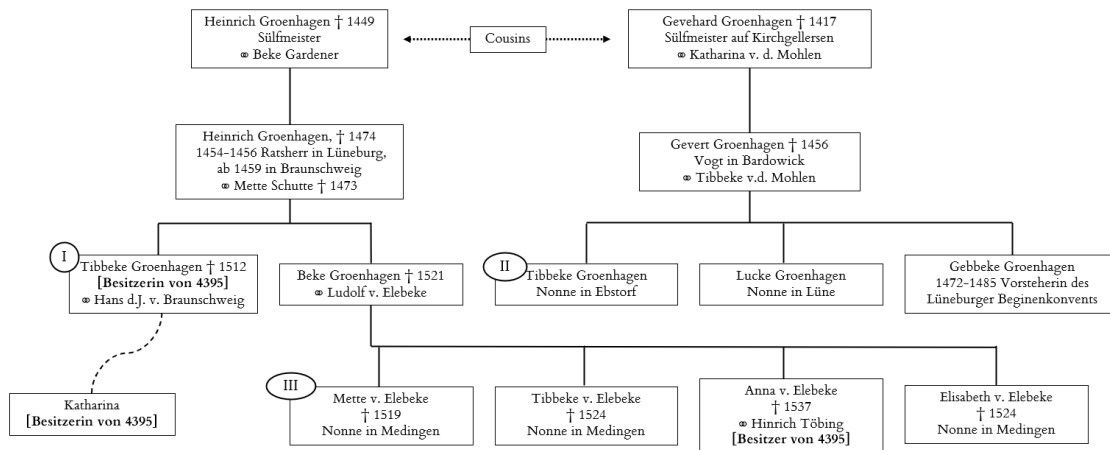 Heinrich Groenhagen † 1449
Sülfmeister
⚭ Beke Gardener
Cousins
Gevehard Groenhagen † 1417
Sülfmeister auf Kirchgellersen
⚭ Katharina v. d. Mohlen
Heinrich Groenhagen, † 1474
1454-1456 Ratsherr in Lüneburg,
ab 1459 in Braunschweig
⚭ Mette Schutte † 1473
Gevert Groenhagen † 1456
Vogt in Bardowick
⚭ Tibbeke v.d. Mohlen
I
Tibbeke Groenhagen † 1512
[Besitzerin von 4395]
⚭ Hans d.J. v. Braunschweig
Beke Groenhagen † 1521
⚭ Ludolf v. Elebeke
II
Tibbeke Groenhagen
Nonne in Ebstorf
Lucke Groenhagen
Nonne in Lüne
Gebbeke Groenhagen
1472-1485 Vorsteherin des
Lüneburger Beginenkonvents
Katharina
[Besitzerin von 4395]
III
Mette v. Elebeke
† 1519
Nonne in Medingen
Tibbeke v. Elebeke
† 1524
Nonne in Medingen
Anna v. Elebeke
† 1537
⚭ Hinrich Töbing
[Besitzer von 4395]
Elisabeth v. Elebeke
† 1524
Nonne in Medingen